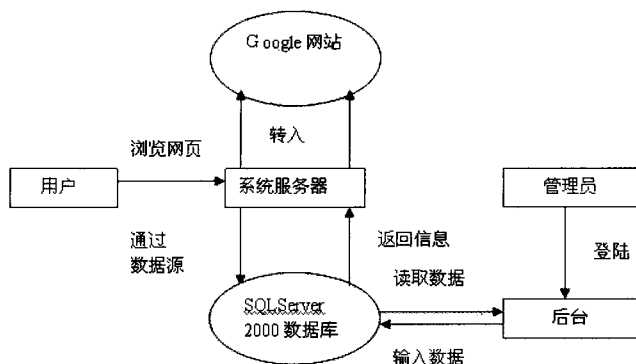 Google 网站
转入
浏览网页
用户
系统服务器
管理员
通过
数据源
返回信息
登陆
读取数据
SQLServer
2000 数据库
后台
输入数据